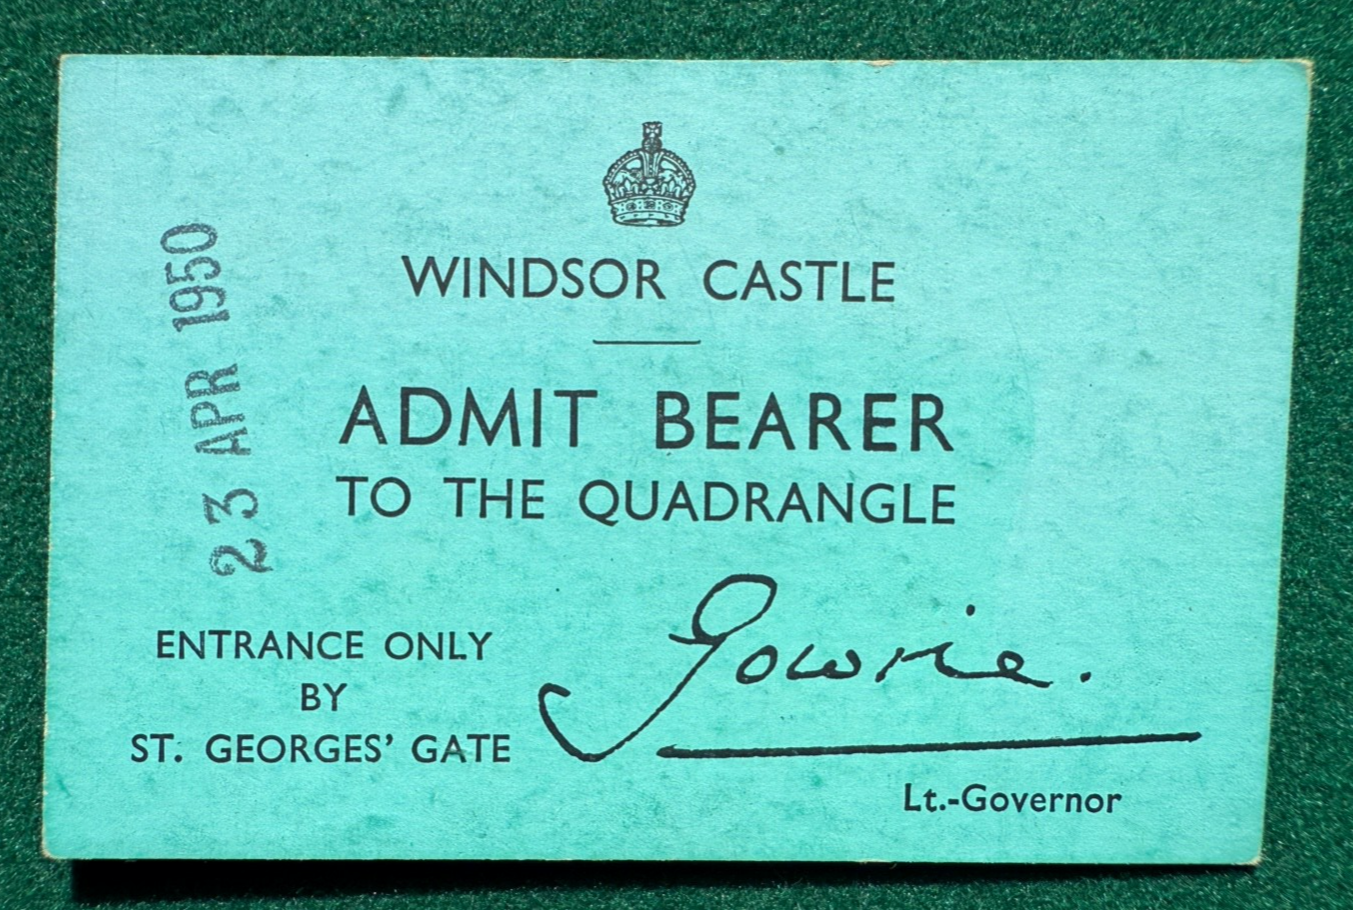 WINDSOR CASTLE
ADMIT BEARER
TO THE QUADRANGLE
23 APR 1950
ENTRANCE ONLY
BY
ST. GEORGES’ GATE
Gowrie.
Lt.-Governor